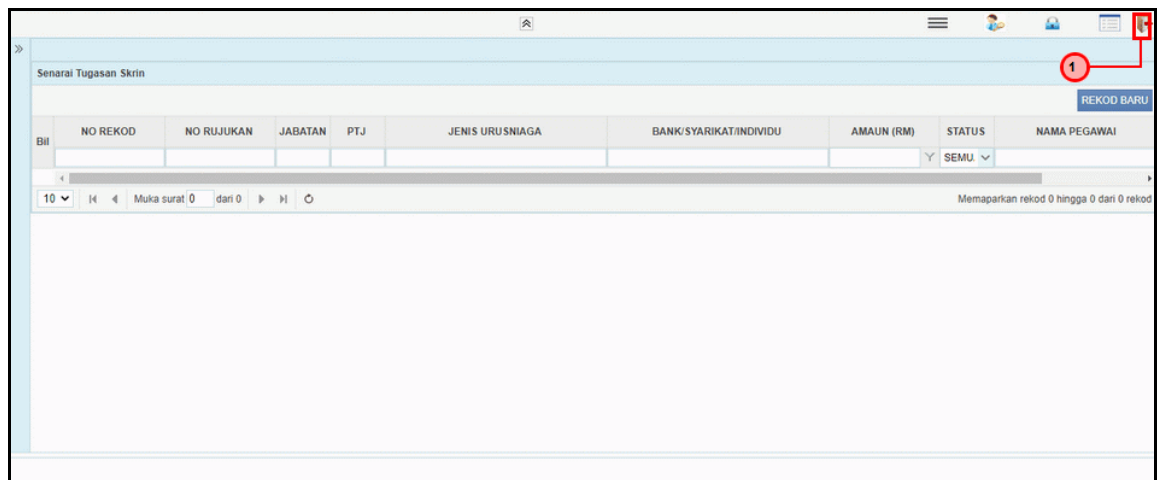 1
Senarai Tugasan Skrin
REKOD BARU
Bil NO REKOD NO RUJUKAN JABATAN PTJ JENIS URUSNIAGA BANK/SYARIKAT/INDIVIDU AMAUN (RM) STATUS NAMA PEGAWAI
SEMU.
10 Muka surat 0 dari 0 Memaparkan rekod 0 hingga 0 dari 0 rekod